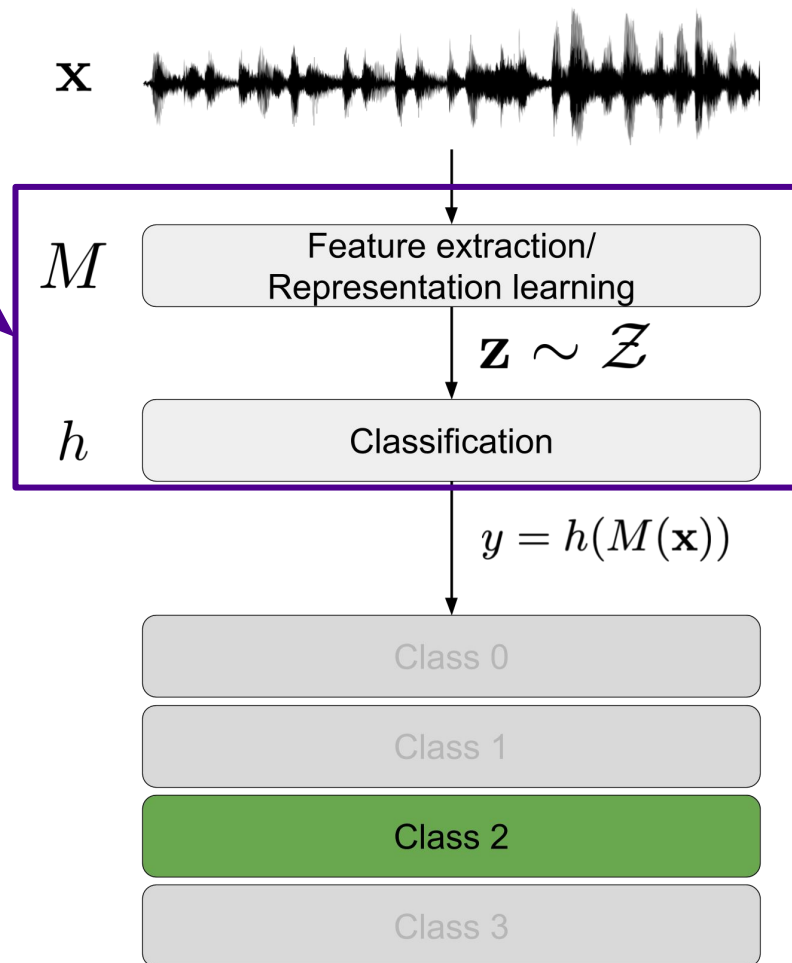 x
M
Feature extraction/
Representation learning
z ∼ 𝒵
h
Classification
y = h(M(x))
Class 0
Class 1
Class 2
Class 3